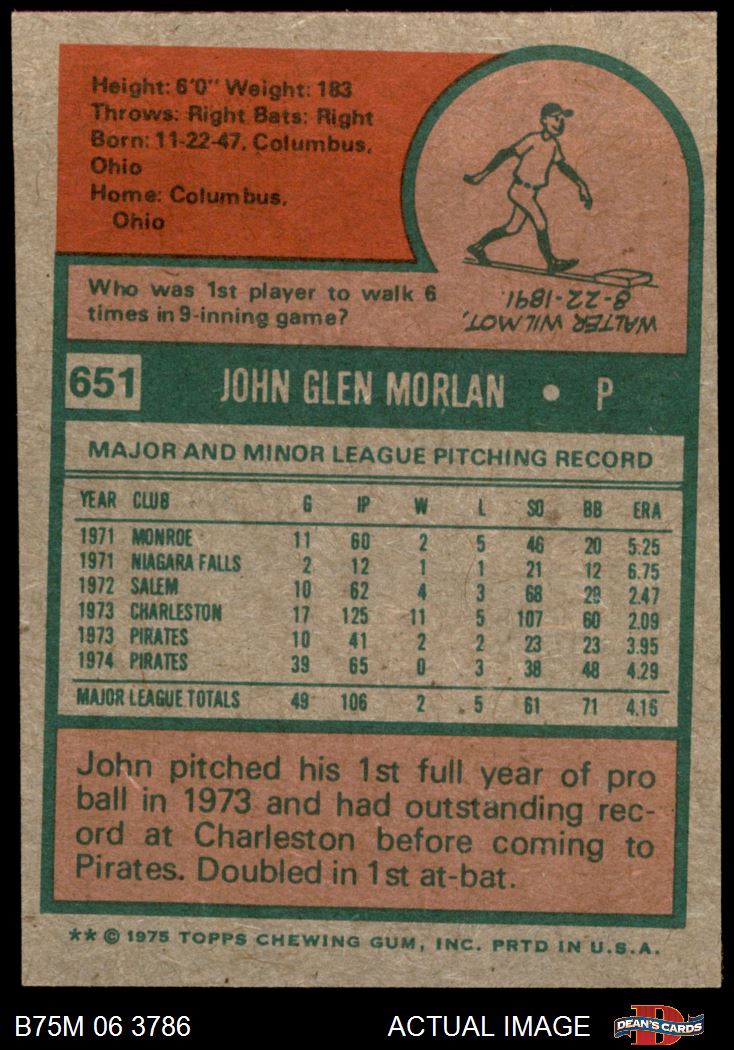 Height: 6'0" Weight: 183
Throws: Right Bats: Right
Born: 11-22-47, Columbus,
Ohio
Home: Columbus,
Ohio
Who was 1st player to walk 6
times in 9-inning game?
WALTER WILMOT,
8-22-1891.
651 JOHN GLEN MORLAN • P
MAJOR AND MINOR LEAGUE PITCHING RECORD
YEAR CLUB G IP W L SO BB ERA
1971 MONROE 11 60 2 5 46 20 5.25
1971 NIAGARA FALLS 2 12 1 1 21 12 6.75
1972 SALEM 10 62 4 3 68 29 2.47
1973 CHARLESTON 17 125 11 5 107 60 2.09
1973 PIRATES 10 41 2 2 23 23 3.95
1974 PIRATES 39 65 0 3 38 48 4.29
MAJOR LEAGUE TOTALS 49 106 2 5 61 71 4.16
John pitched his 1st full year of pro
ball in 1973 and had outstanding rec-
ord at Charleston before coming to
Pirates. Doubled in 1st at-bat.
** © 1975 TOPPS CHEWING GUM, INC. PRTD IN U.S.A.
B75M 06 3786 ACTUAL IMAGE DEAN'S CARDS